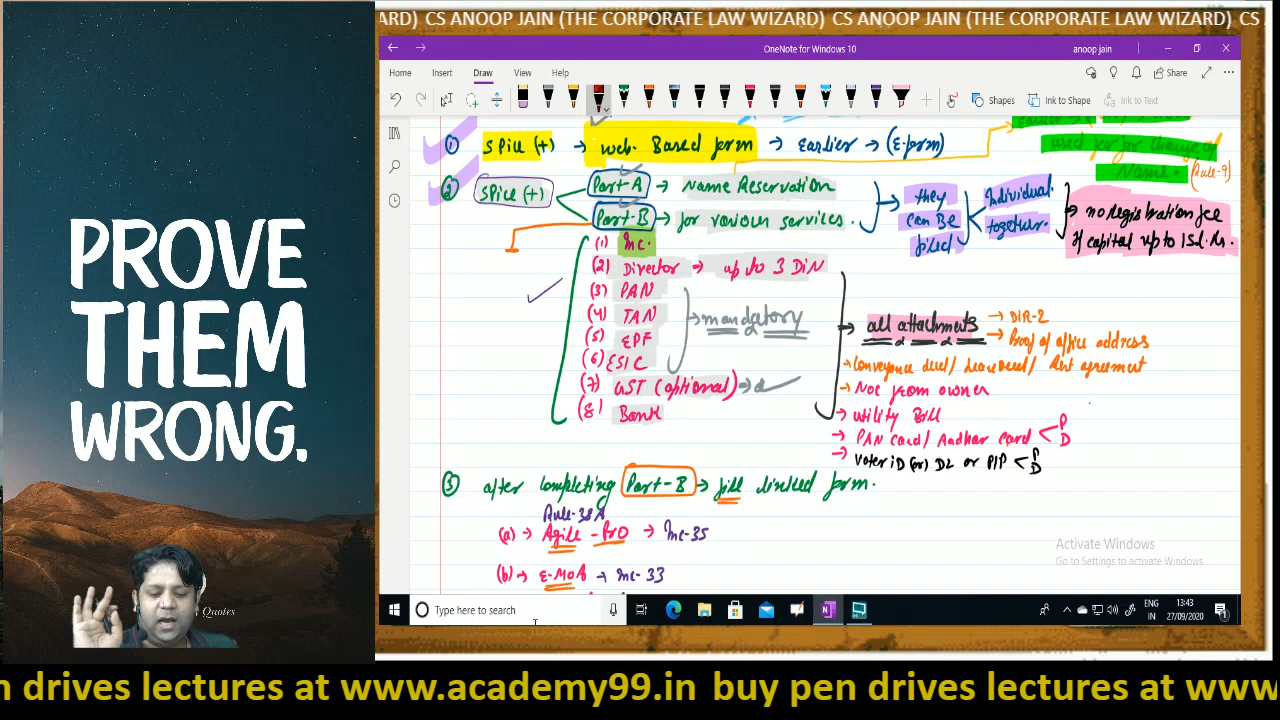 ARD) CS ANOOP JAIN (THE CORPORATE LAW WIZARD) CS ANOOP JAIN (THE CORPORATE LAW WIZARD) CS A
OneNote for Windows 10
anoop jain
Home Insert Draw View Help
Share
Shapes Ink to Shape Ink to Text
PROVE
THEM
WRONG.
Quotes
① SPice (+) → web-Based form → Earlier → (E-form)
used for for change of
Name. (Rule-9)
② SPice (+)
Part-A → Name Reservation
Part-B → for various services.
they
can Be
filed
Individual.
together.
→ no registration fee
if capital up to 15 L. Rs.
(1) Inc.
(2) Director → up to 3 DIN
(3) PAN
(4) TAN
(5) EPF
(6) ESIC
→ mandatory
(7) GST (optional) →
(8) Bank
→ all attachments → DIR-2
→ Proof of office address
Conveyance deed/ Lease deed/ Rent agreement
→ NOC from owner
→ utility Bill
→ PAN card/ Aadhar card < P
D
→ Voter iD (or) DL or P/P < P
D
③ after completing Part-B → fill linked form.
Rule-38A
(a) → Agile - Pro → Inc-35
(b) → E-MOA → Inc-33
Activate Windows
Go to Settings to activate Windows.
Type here to search
ENG
IN
13:43
27/09/2020
n drives lectures at www.academy99.in buy pen drives lectures at www